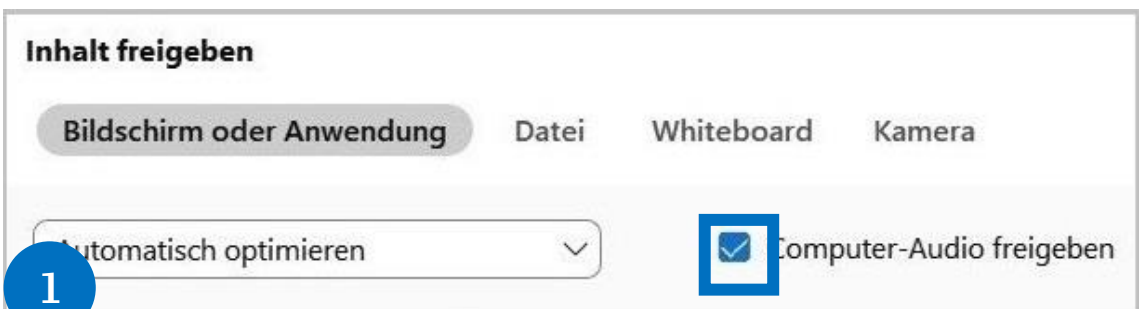 Inhalt freigeben
Bildschirm oder Anwendung Datei Whiteboard Kamera
Automatisch optimieren Computer-Audio freigeben
1